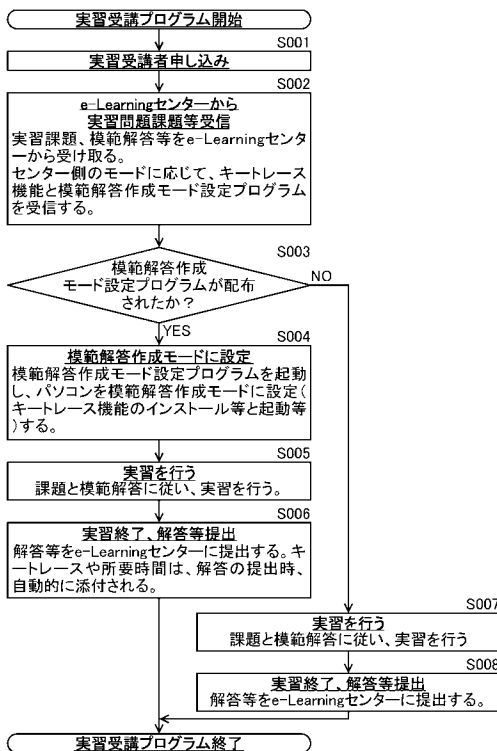 実習受講プログラム開始
S001
実習受講者申し込み
S002
e-Learningセンターから
実習問題課題等受信
実習課題、模範解答等をe-Learningセンタ
ーから受け取る。
センター側のモードに応じて、キートレース
機能と模範解答作成モード設定プログラム
を受信する。
S003
模範解答作成
モード設定プログラムが配布
されたか？
NO
YES
S004
模範解答作成モードに設定
模範解答作成モード設定プログラムを起動
し、パソコンを模範解答作成モードに設定(
キートレース機能のインストール等と起動等
)する。
S005
実習を行う
課題と模範解答に従い、実習を行う。
S006
実習終了、解答等提出
解答等をe-Learningセンターに提出する。キ
ートレースや所要時間は、解答の提出時、
自動的に添付される。
S007
実習を行う
課題と模範解答に従い、実習を行う
S008
実習終了、解答等提出
解答等をe-Learningセンターに提出する。
実習受講プログラム終了